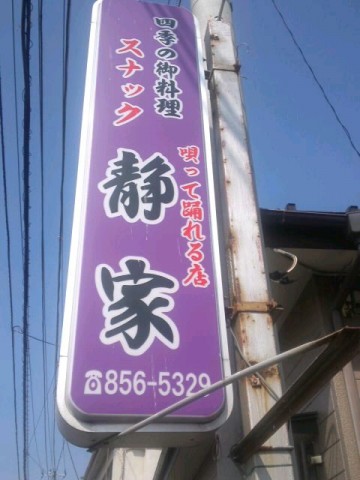 四季の御料理
スナック
唄って踊れる店
静家
☎856-5329